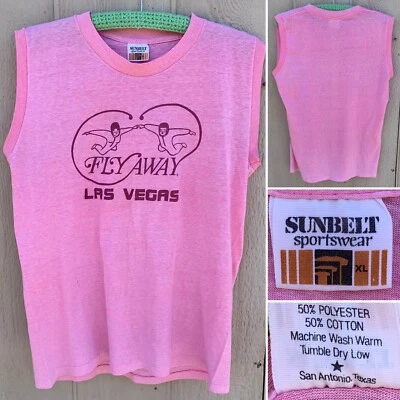 SUNBELT
FLY AWAY
LAS VEGAS
SUNBELT
sportswear
XL
50% POLYESTER
50% COTTON
Machine Wash Warm
Tumble Dry Low
San Antonio, Texas